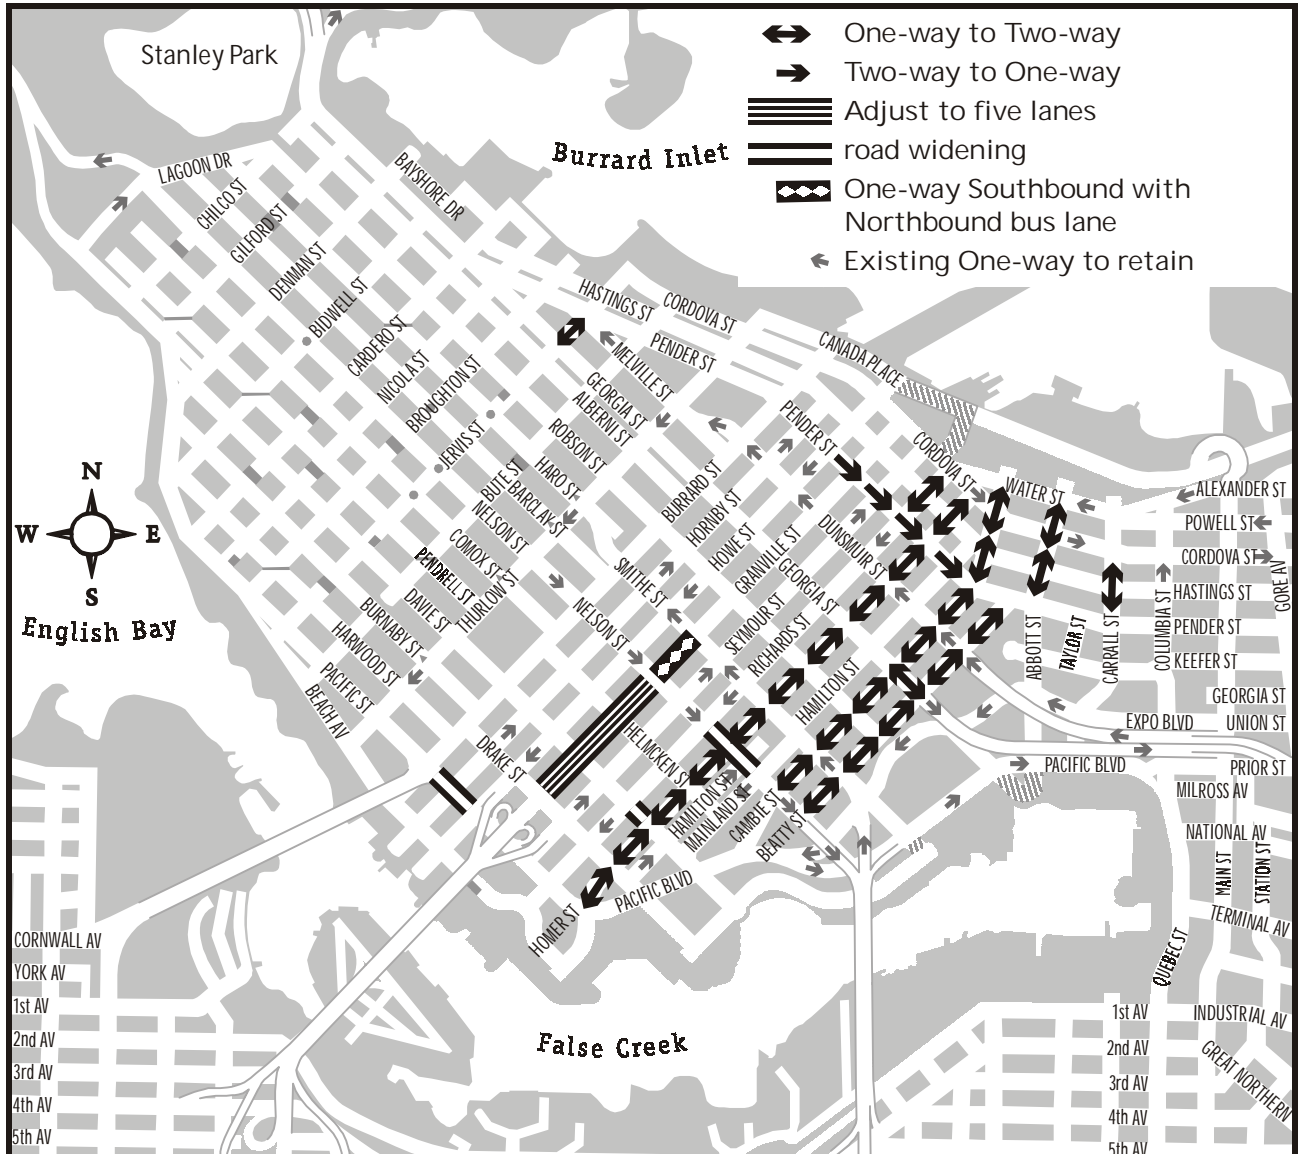 Stanley Park
One-way to Two-way
Two-way to One-way
Adjust to five lanes
road widening
One-way Southbound with
Northbound bus lane
Existing One-way to retain
Burrard Inlet
LAGOON DR
CHILCO ST
GILFORD ST
DENMAN ST
BIDWELL ST
CARDERO ST
NICOLA ST
BROUGHTON ST
JERVIS ST
BUTE ST
THURLOW ST
BAYSHORE DR
HASTINGS ST
CORDOVA ST
PENDER ST
MELVILLE ST
CANADA PLACE
GEORGIA ST
ALBERNI ST
ROBSON ST
HARO ST
BARCLAY ST
NELSON ST
COMOX ST
PENDRELL ST
DAVIE ST
BURNABY ST
HARWOOD ST
PACIFIC ST
BEACH AV
PENDER ST
CORDOVA ST
WATER ST
ALEXANDER ST
POWELL ST
CORDOVA ST
HASTINGS ST
PENDER ST
KEEFER ST
GEORGIA ST
UNION ST
PRIOR ST
GORE AV
BURRARD ST
HORNBY ST
HOWE ST
GRANVILLE ST
SEYMOUR ST
RICHARDS ST
HAMILTON ST
DUNSMUIR ST
GEORGIA ST
SMITHE ST
NELSON ST
HELMCKEN ST
DRAKE ST
HAMILTON ST
MAINLAND ST
CAMBIE ST
BEATTY ST
HOMER ST
PACIFIC BLVD
ABBOTT ST
TAYLOR ST
CARRALL ST
COLUMBIA ST
EXPO BLVD
PACIFIC BLVD
MILROSS AV
NATIONAL AV
MAIN ST
STATION ST
TERMINAL AV
QUEBEC ST
INDUSTRIAL AV
GREAT NORTHERN
N
W
E
S
English Bay
False Creek
CORNWALL AV
YORK AV
1st AV
2nd AV
3rd AV
4th AV
5th AV
1st AV
2nd AV
3rd AV
4th AV
5th AV